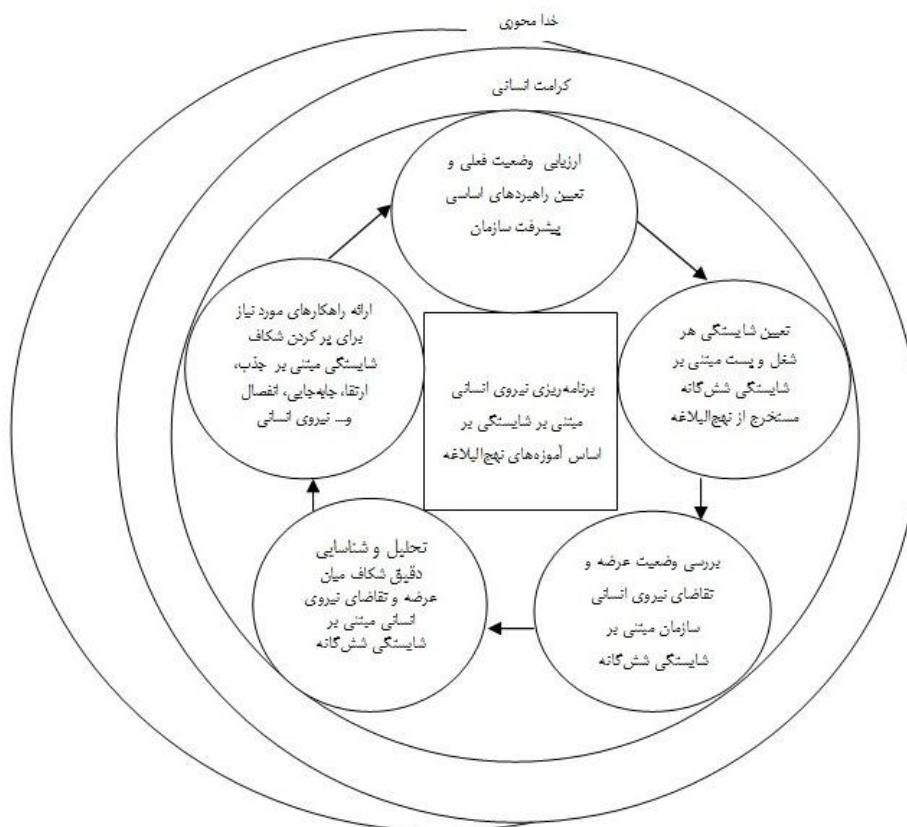 خدا محوری
کرامت انسانی
ارزیابی وضعیت فعلی و
تعیین راهبردهای اساسی
پیشرفت سازمان
تعیین شایستگی هر
شغل و پست مبتنی بر
شایستگی شش‌گانه
مستخرج از نهج‌البلاغه
بررسی وضعیت عرضه و
تقاضای نیروی انسانی
سازمان مبتنی بر
شایستگی شش‌گانه
تحلیل و شناسایی
دقیق شکاف میان
عرضه و تقاضای نیروی
انسانی مبتنی بر
شایستگی شش‌گانه
ارائه راهکارهای مورد نیاز
برای پر کردن شکاف
شایستگی مبتنی بر جذب،
ارتقا، جابه‌جایی، انفصال
و... نیروی انسانی
برنامه‌ریزی نیروی انسانی
مبتنی بر شایستگی بر
اساس آموزه‌های نهج‌البلاغه